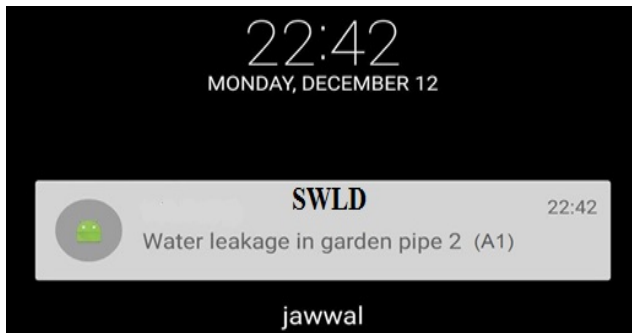 22:42
MONDAY, DECEMBER 12
SWLD
22:42
Water leakage in garden pipe 2 (A1)
jawwal